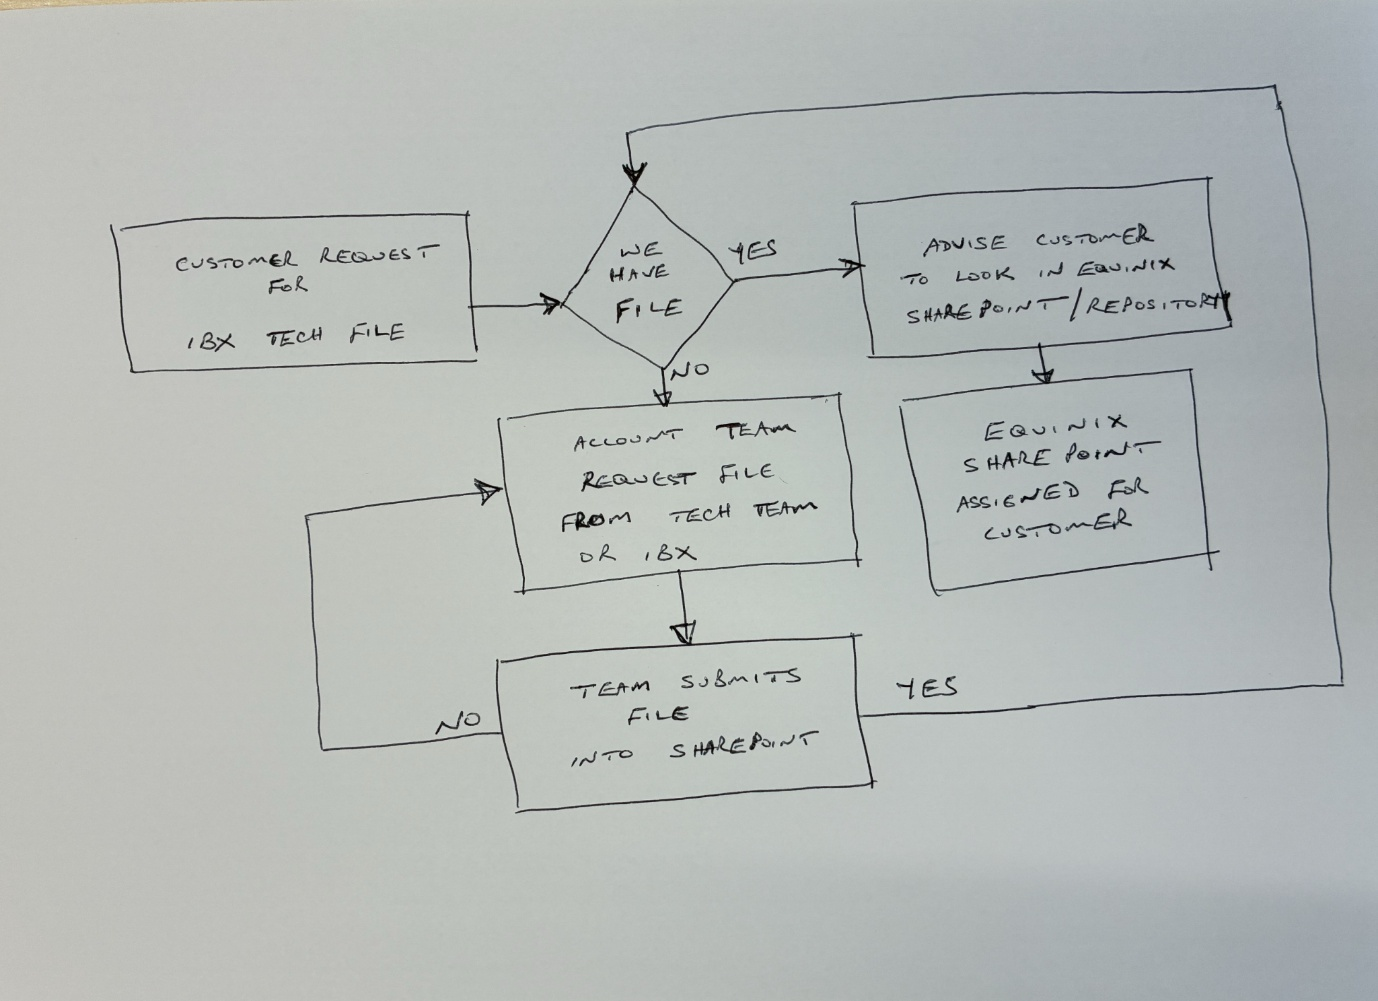 CUSTOMER REQUEST
FOR
IBX TECH FILE
WE
HAVE
FILE
YES
NO
ADVISE CUSTOMER
TO LOOK IN EQUINIX
SHAREPOINT/REPOSITORY
EQUINIX
SHAREPOINT
ASSIGNED FOR
CUSTOMER
ACCOUNT TEAM
REQUEST FILE
FROM TECH TEAM
OR IBX
TEAM SUBMITS
FILE
INTO SHAREPOINT
NO
YES